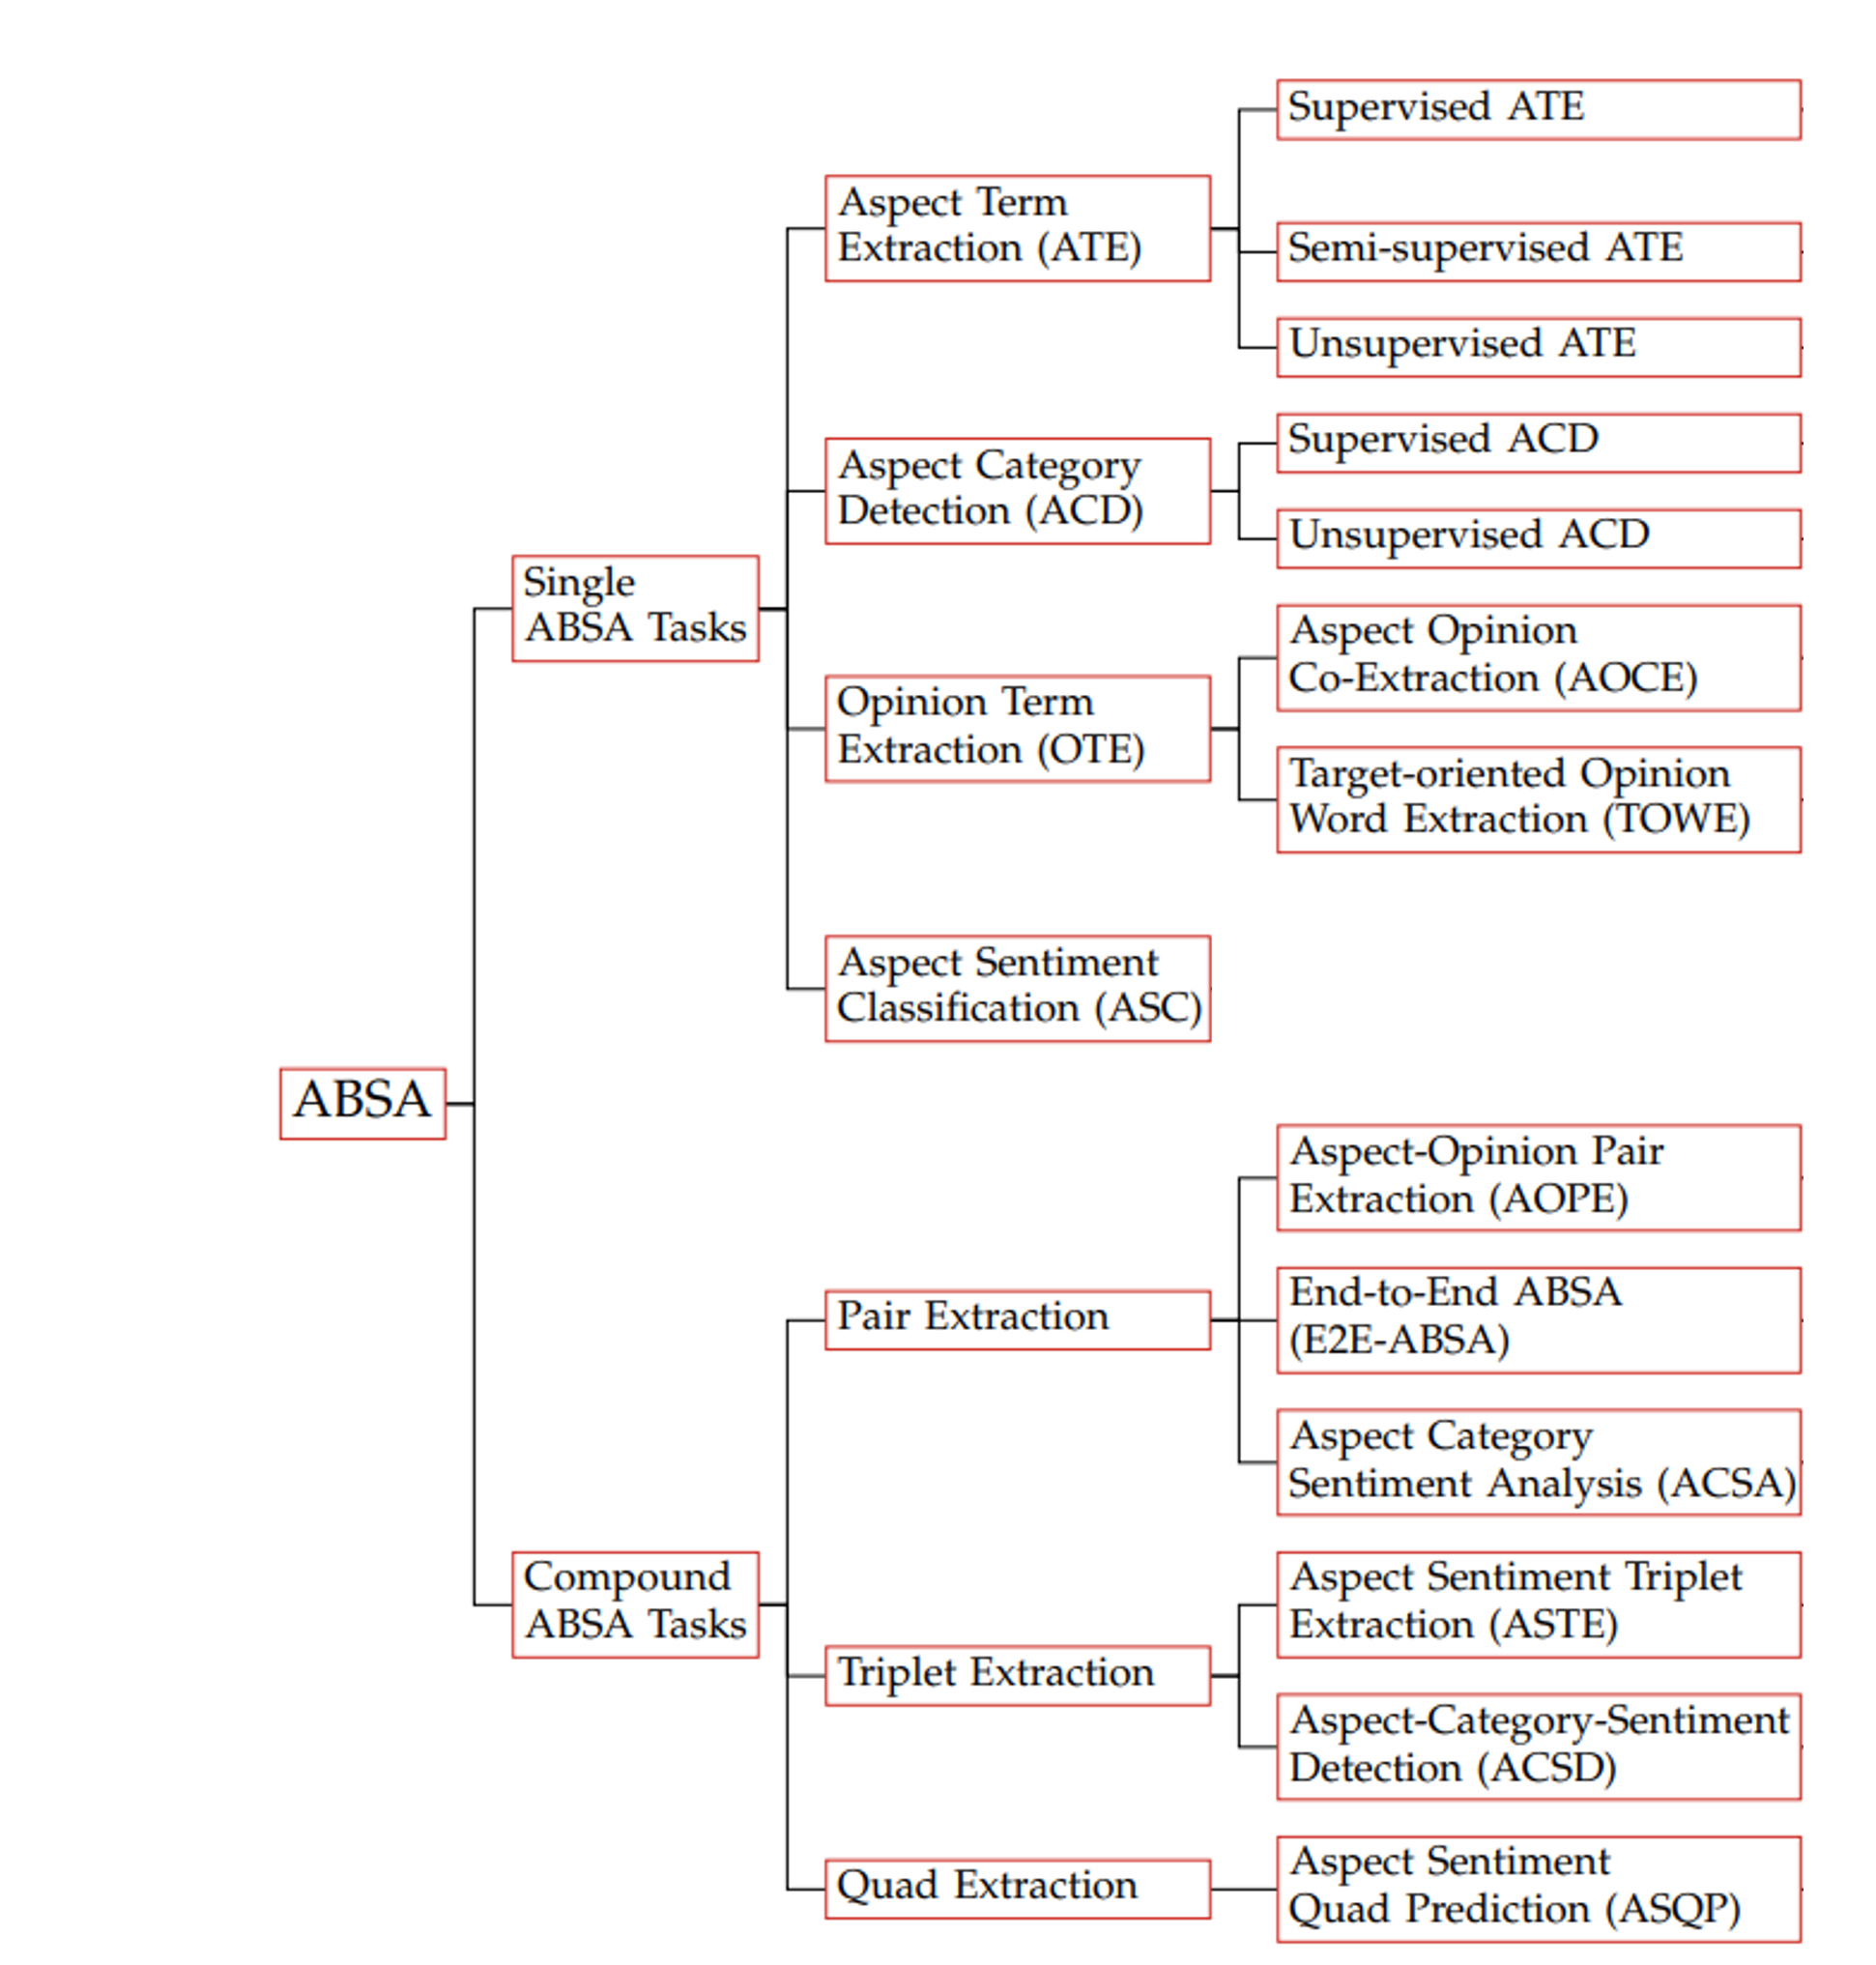 ABSA
Single
ABSA Tasks
Aspect Term
Extraction (ATE)
Supervised ATE
Semi-supervised ATE
Unsupervised ATE
Aspect Category
Detection (ACD)
Supervised ACD
Unsupervised ACD
Opinion Term
Extraction (OTE)
Aspect Opinion
Co-Extraction (AOCE)
Target-oriented Opinion
Word Extraction (TOWE)
Aspect Sentiment
Classification (ASC)
Compound
ABSA Tasks
Pair Extraction
Aspect-Opinion Pair
Extraction (AOPE)
End-to-End ABSA
(E2E-ABSA)
Aspect Category
Sentiment Analysis (ACSA)
Triplet Extraction
Aspect Sentiment Triplet
Extraction (ASTE)
Aspect-Category-Sentiment
Detection (ACSD)
Quad Extraction
Aspect Sentiment
Quad Prediction (ASQP)